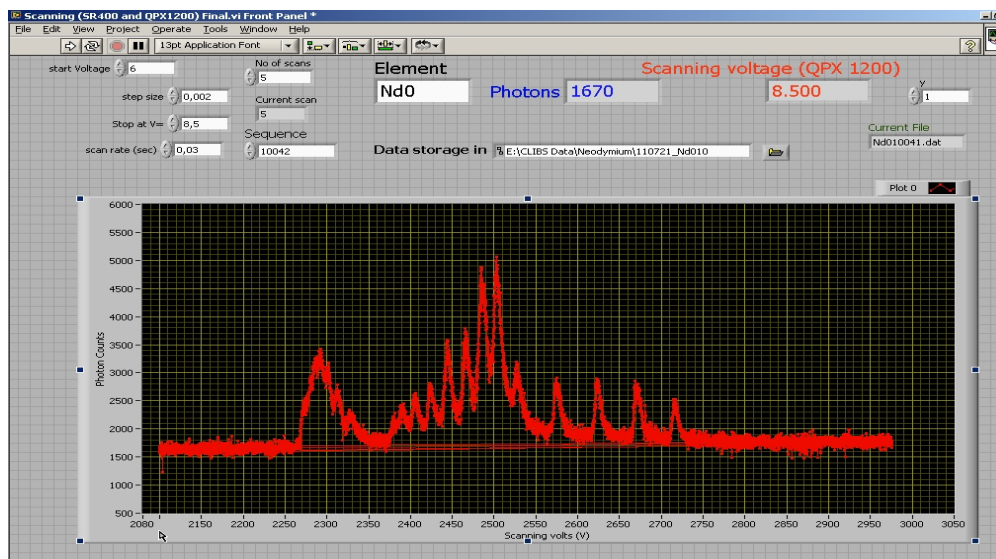 Scanning (SR400 and QPX1200) Final.vi Front Panel *
File Edit View Project Operate Tools Window Help
13pt Application Font
start Voltage 6
step size 0,002
Stop at V= 8,5
scan rate (sec) 0,03
No of scans
5
Current scan
5
Sequence
10042
Element
Nd0
Photons 1670
Scanning voltage (QPX 1200)
8.500
1
Data storage in E:\CLIBS Data\Neodymium\110721_Nd010
Current File
Nd010041.dat
Plot 0
Photon Counts
6000
5500
5000
4500
4000
3500
3000
2500
2000
1500
1000
500
2080 2150 2200 2250 2300 2350 2400 2450 2500 2550 2600 2650 2700 2750 2800 2850 2900 2950 3000 3050
Scanning volts (V)